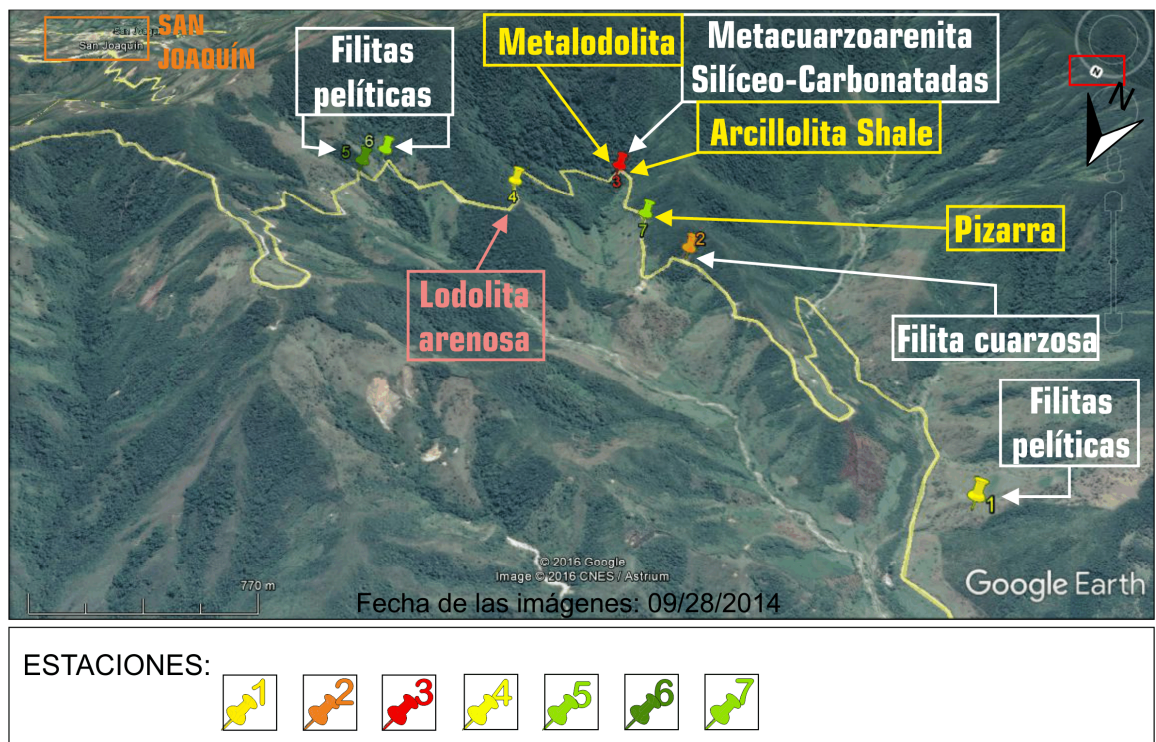 San Joaquín
SAN
JOAQUÍN
Filitas
pelíticas
Metalodolita
Metacuarzoarenita
Silíceo-Carbonatadas
Arcillolita Shale
N
N
5
6
4
3
7
2
Pizarra
Lodolita
arenosa
Filita cuarzosa
Filitas
pelíticas
1
770 m
© 2016 Google
Image © 2016 CNES / Astrium
Fecha de las imágenes: 09/28/2014
Google Earth
ESTACIONES:
1 2 3 4 5 6 7